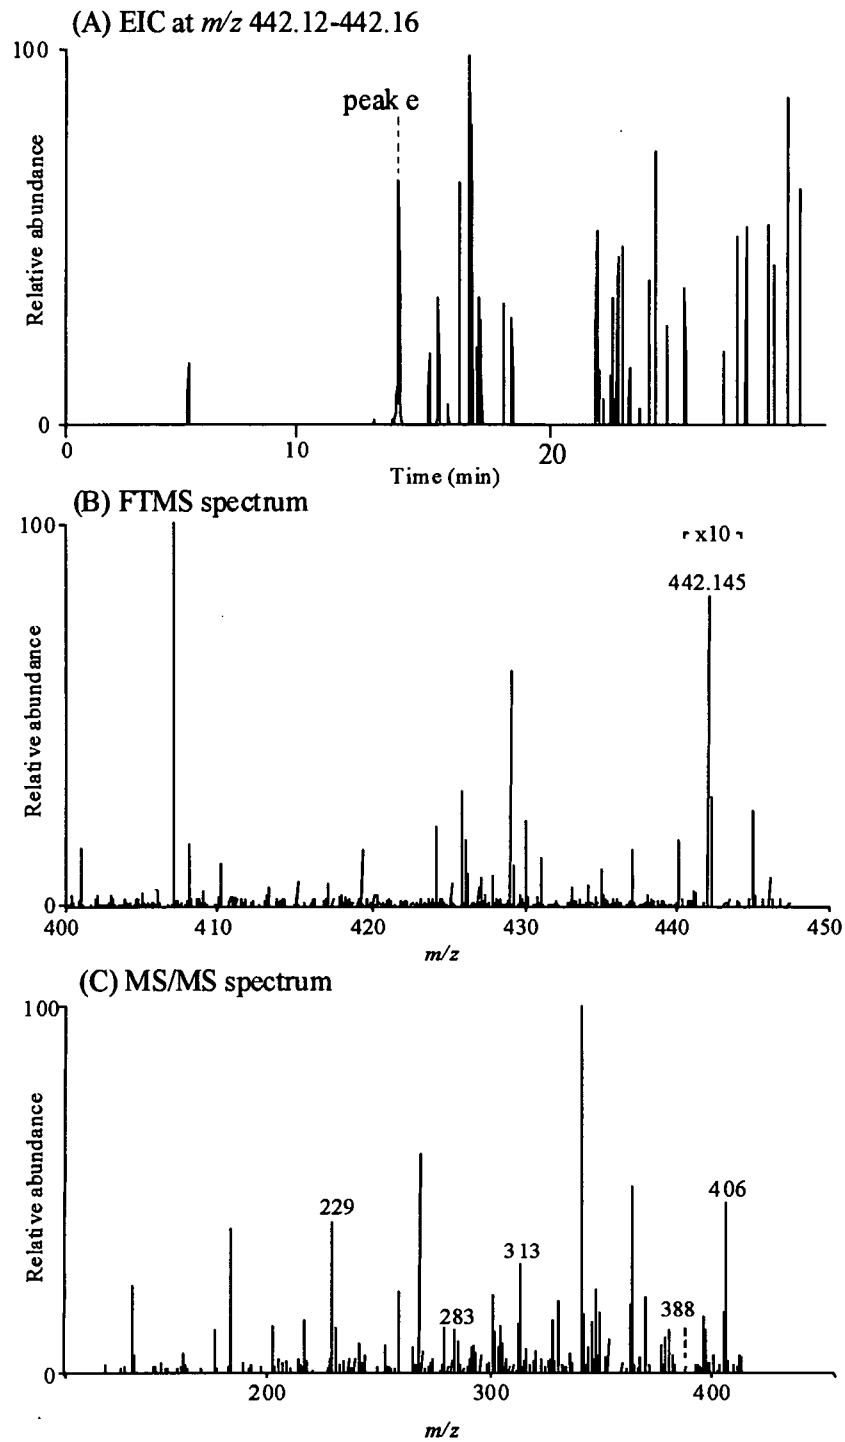 (A) EIC at m/z 442.12-442.16
100
peak e
Relative abundance
0
0 10 20
Time (min)
(B) FTMS spectrum
100
x10
442.145
Relative abundance
0
400 410 420 430 440 450
m/z
(C) MS/MS spectrum
100
406
229
313
283 388
Relative abundance
0
200 300 400
m/z